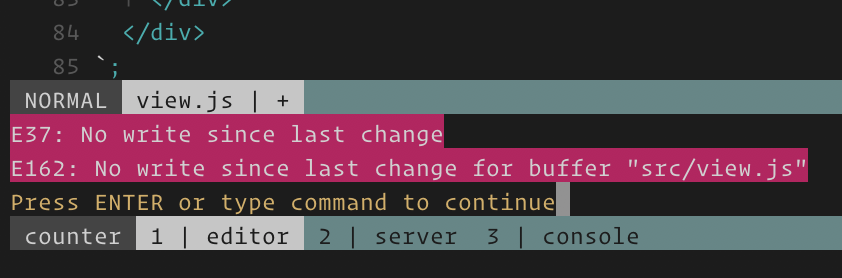 83 | </div>
84 </div>
85 `;
NORMAL view.js | +
E37: No write since last change
E162: No write since last change for buffer "src/view.js"
Press ENTER or type command to continue
counter 1 | editor 2 | server 3 | console